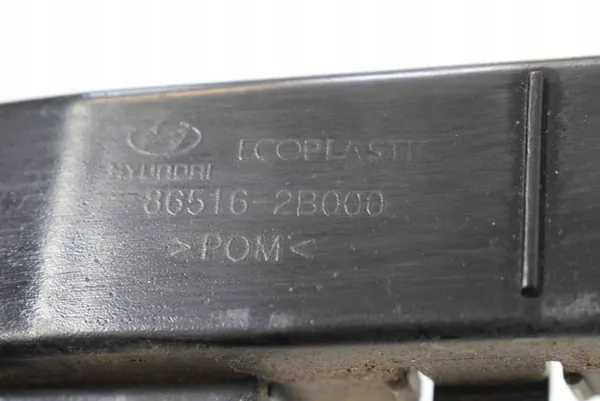 HYUNDAI ECOPLASTIC
86516-2B000
>POM<